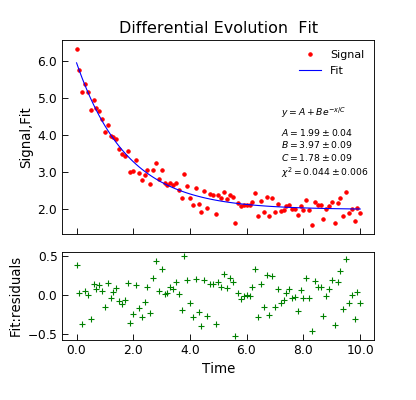 Differential Evolution  Fit
Signal
Fit
y = A + Be^{-x/C}
A = 1.99 ± 0.04
B = 3.97 ± 0.09
C = 1.78 ± 0.09
χ² = 0.044 ± 0.006
Signal,Fit
6.0
5.0
4.0
3.0
2.0
Fit:residuals
0.5
0.0
−0.5
0.0 2.0 4.0 6.0 8.0 10.0
Time